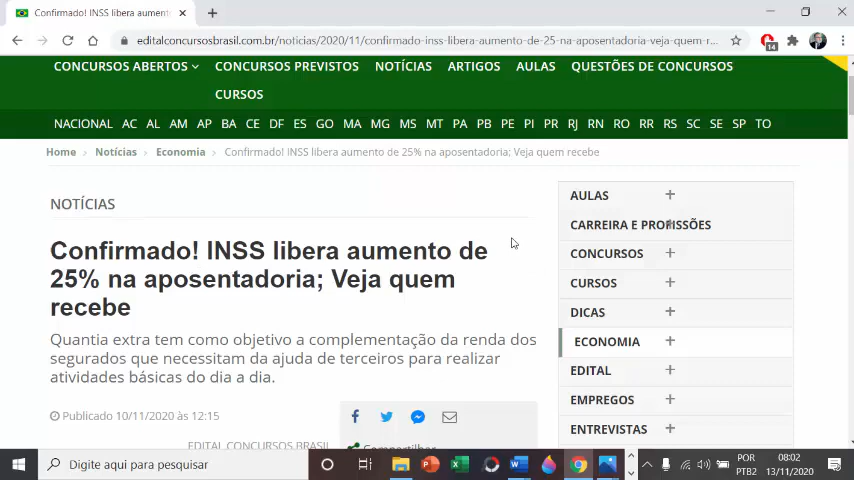 Confirmado! INSS libera aument
editalconcursosbrasil.com.br/noticias/2020/11/confirmado-inss-libera-aumento-de-25-na-aposentadoria-veja-quem-r...
14
CONCURSOS ABERTOS CONCURSOS PREVISTOS NOTÍCIAS ARTIGOS AULAS QUESTÕES DE CONCURSOS
CURSOS
NACIONAL AC AL AM AP BA CE DF ES GO MA MG MS MT PA PB PE PI PR RJ RN RO RR RS SC SE SP TO
Home > Notícias > Economia > Confirmado! INSS libera aumento de 25% na aposentadoria; Veja quem recebe
NOTÍCIAS
Confirmado! INSS libera aumento de
25% na aposentadoria; Veja quem
recebe
Quantia extra tem como objetivo a complementação da renda dos
segurados que necessitam da ajuda de terceiros para realizar
atividades básicas do dia a dia.
Publicado 10/11/2020 às 12:15
EDITAL CONCURSOS BRASIL
Compartilhar
AULAS +
CARREIRA E PROFISSÕES +
CONCURSOS +
CURSOS +
DICAS +
ECONOMIA +
EDITAL +
EMPREGOS +
ENTREVISTAS +
Digite aqui para pesquisar
POR
PTB2
08:02
13/11/2020